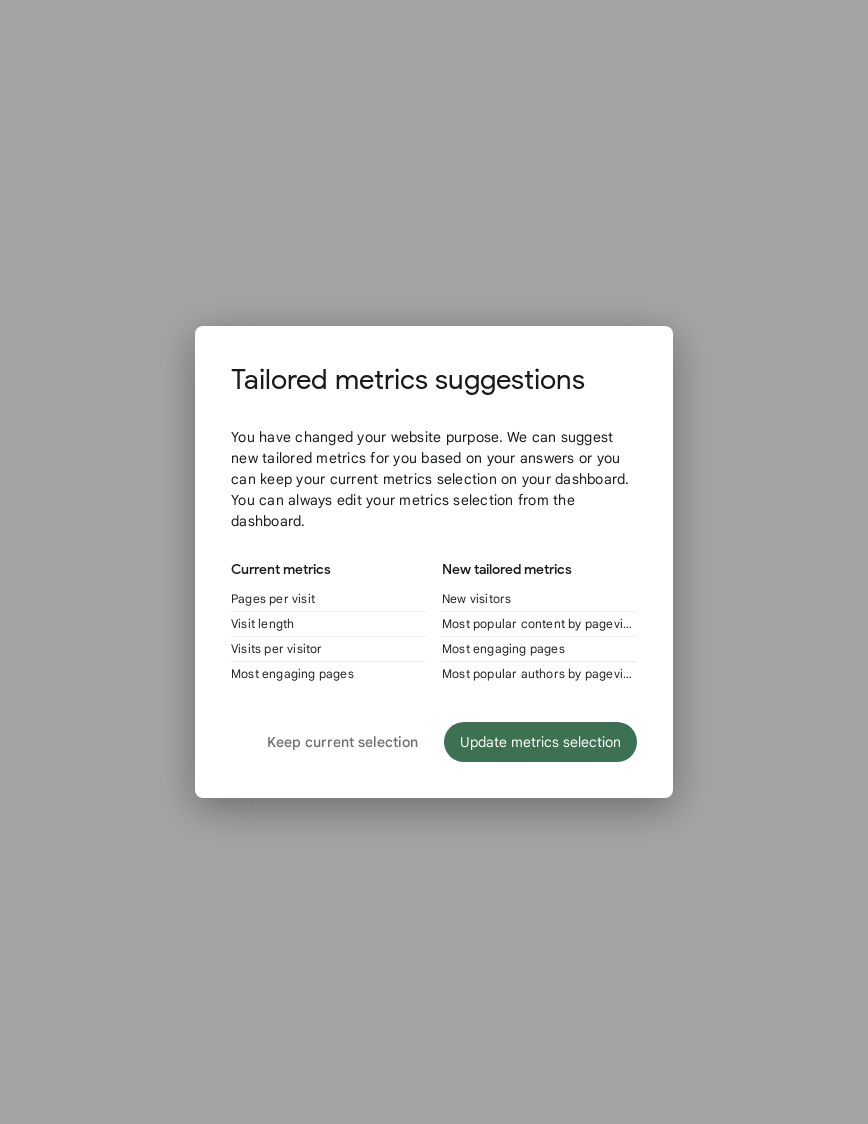 Tailored metrics suggestions
You have changed your website purpose. We can suggest
new tailored metrics for you based on your answers or you
can keep your current metrics selection on your dashboard.
You can always edit your metrics selection from the
dashboard.
Current metrics
Pages per visit
Visit length
Visits per visitor
Most engaging pages
New tailored metrics
New visitors
Most popular content by pagevi...
Most engaging pages
Most popular authors by pagevi...
Keep current selection
Update metrics selection